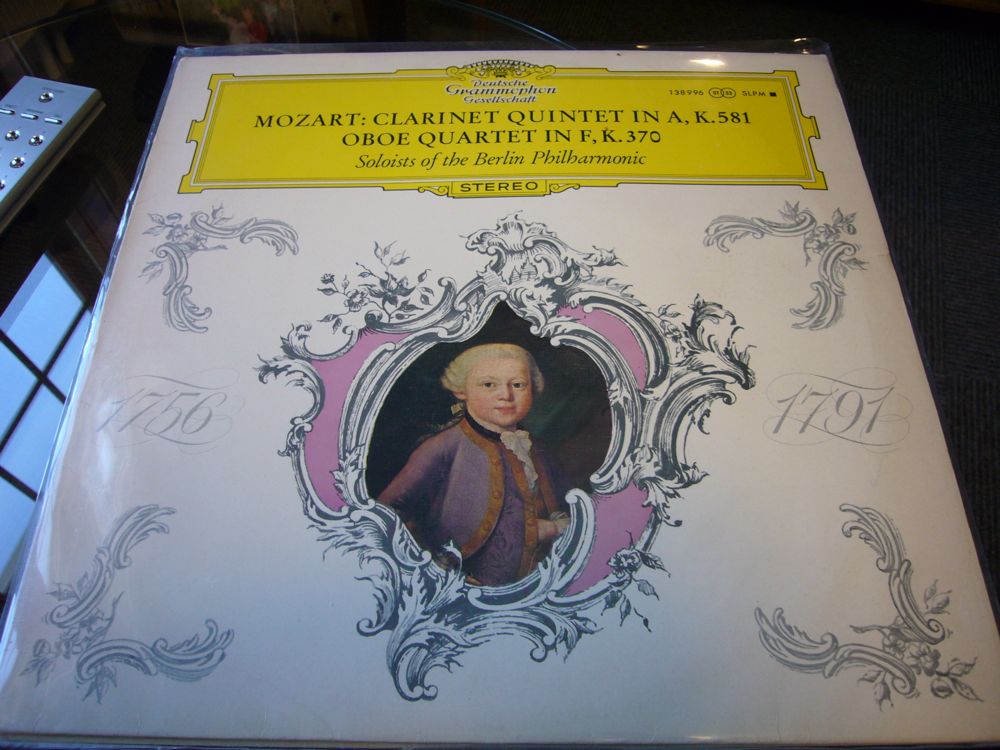 Deutsche
Grammophon
Gesellschaft
138996 STEREO SLPM
MOZART: CLARINET QUINTET IN A, K.581
OBOE QUARTET IN F, K.370
Soloists of the Berlin Philharmonic
STEREO
1756
1791